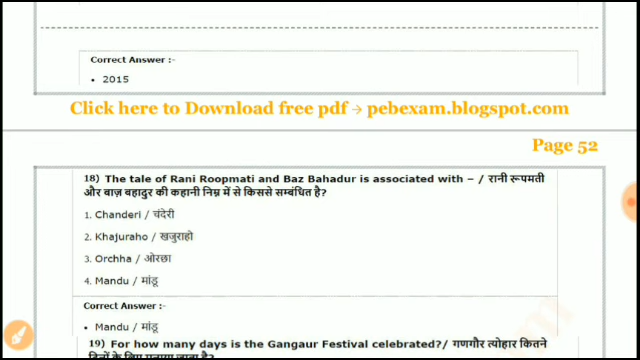 Correct Answer :-
• 2015
Click here to Download free pdf → pebexam.blogspot.com
Page 52
18) The tale of Rani Roopmati and Baz Bahadur is associated with – / रानी रूपमती
और बाज़ बहादुर की कहानी निम्न में से किससे सम्बंधित है?
1. Chanderi / चंदेरी
2. Khajuraho / खजुराहो
3. Orchha / ओरछा
4. Mandu / मांडू
Correct Answer :-
• Mandu / मांडू
19) For how many days is the Gangaur Festival celebrated?/ गणगौर त्योहार कितने
दिनों के लिए मनाया जाता है?